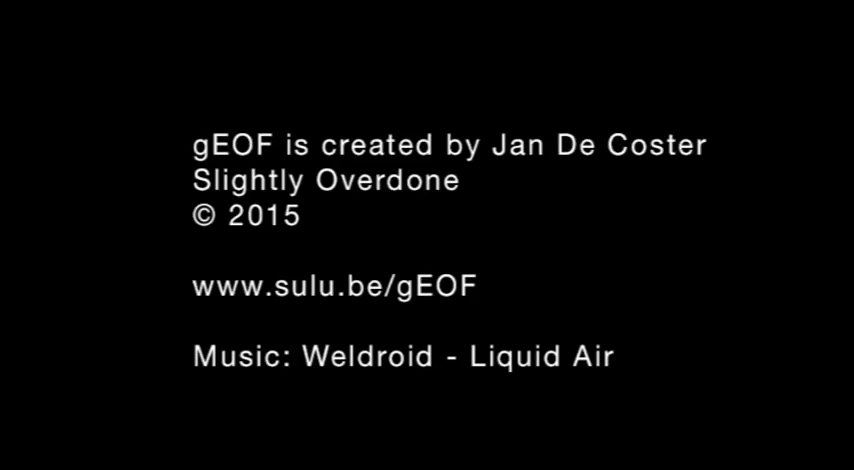 gEOF is created by Jan De Coster
Slightly Overdone
© 2015
www.sulu.be/gEOF
Music: Weldroid - Liquid Air